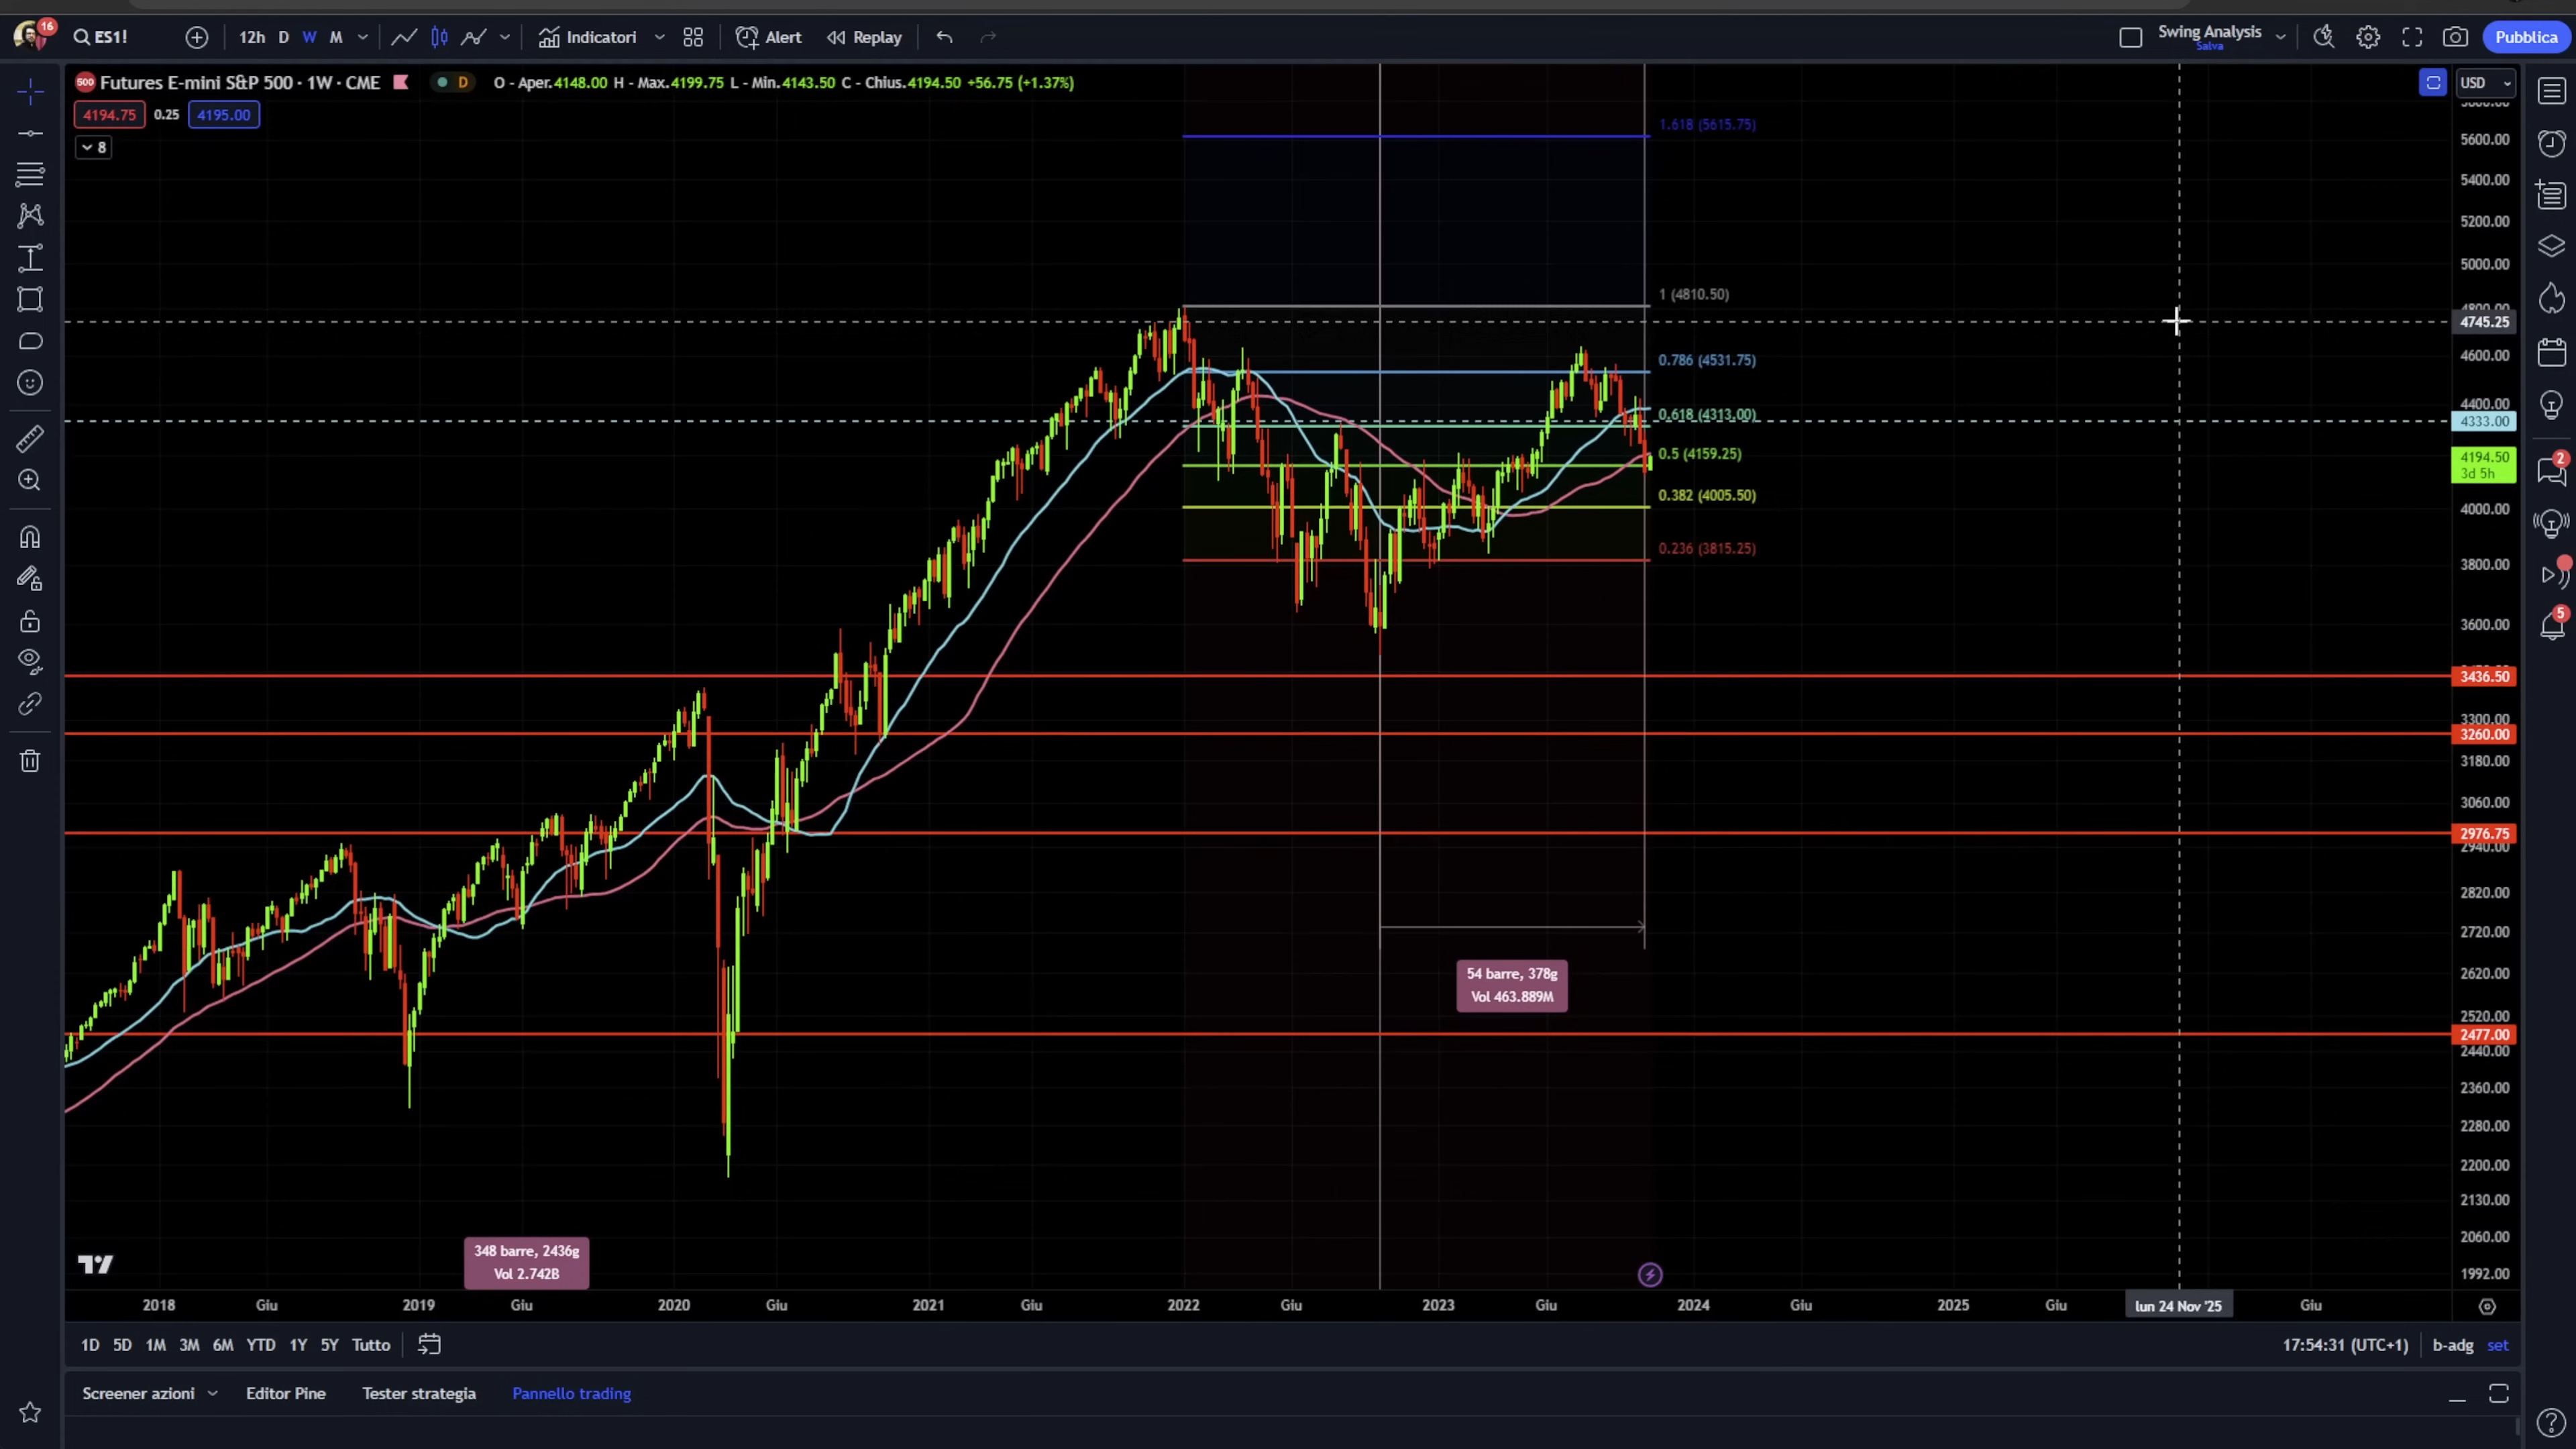 16
ES1!
12h D W M
Indicatori
Alert
Replay
Swing Analysis
Salva
Pubblica
500 Futures E-mini S&P 500 · 1W · CME
D
O - Aper.4148.00 H - Max.4199.75 L - Min.4143.50 C - Chius.4194.50 +56.75 (+1.37%)
USD
4194.75 0.25 4195.00
8
1.618 (5615.75)
5600.00
5400.00
5200.00
5000.00
1 (4810.50)
4800.00
4745.25
0.786 (4531.75)
4600.00
4400.00
0.618 (4313.00)
4333.00
0.5 (4159.25)
4194.50
3d 5h
2
0.382 (4005.50)
4000.00
0.236 (3815.25)
3800.00
3600.00
5
3436.50
3300.00
3260.00
3180.00
3060.00
2976.75
2940.00
2820.00
2720.00
54 barre, 378g
Vol 463.889M
2620.00
2520.00
2477.00
2440.00
2360.00
2280.00
2200.00
2130.00
2060.00
1992.00
348 barre, 2436g
Vol 2.742B
2018 Giu 2019 Giu 2020 Giu 2021 Giu 2022 Giu 2023 Giu 2024 Giu 2025 Giu lun 24 Nov '25 Giu
1D 5D 1M 3M 6M YTD 1Y 5Y Tutto
17:54:31 (UTC+1) b-adg set
Screener azioni Editor Pine Tester strategia Pannello trading